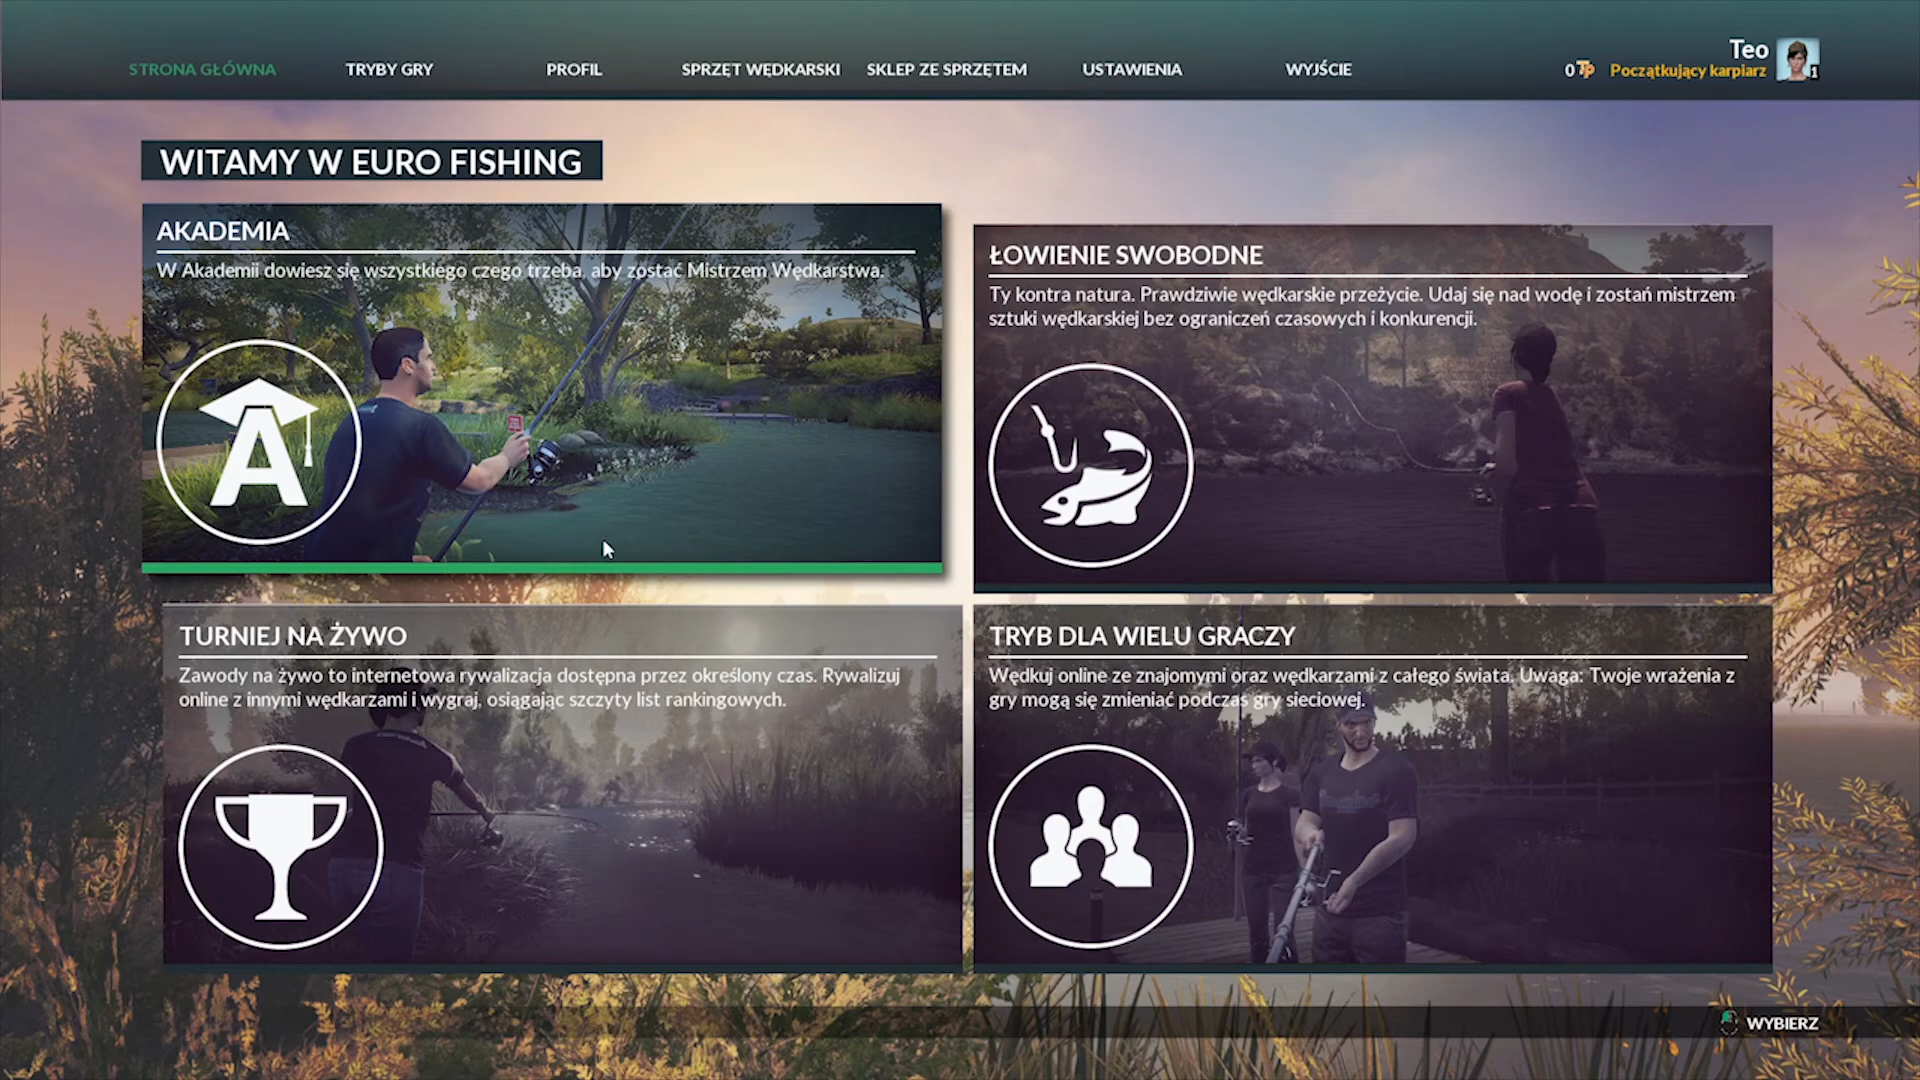 STRONA GŁÓWNA
TRYBY GRY
PROFIL
SPRZĘT WĘDKARSKI
SKLEP ZE SPRZĘTEM
USTAWIENIA
WYJŚCIE
Teo
0 TP
Początkujący karpiarz
1
WITAMY W EURO FISHING
AKADEMIA
W Akademii dowiesz się wszystkiego czego trzeba, aby zostać Mistrzem Wędkarstwa.
A
ŁOWIENIE SWOBODNE
Ty kontra natura. Prawdziwie wędkarskie przeżycie. Udaj się nad wodę i zostań mistrzem
sztuki wędkarskiej bez ograniczeń czasowych i konkurencji.
TURNIEJ NA ŻYWO
Zawody na żywo to internetowa rywalizacja dostępna przez określony czas. Rywalizuj
online z innymi wędkarzami i wygraj, osiągając szczyty list rankingowych.
TRYB DLA WIELU GRACZY
Wędkuj online ze znajomymi oraz wędkarzami z całego świata. Uwaga: Twoje wrażenia z
gry mogą się zmieniać podczas gry sieciowej.
WYBIERZ